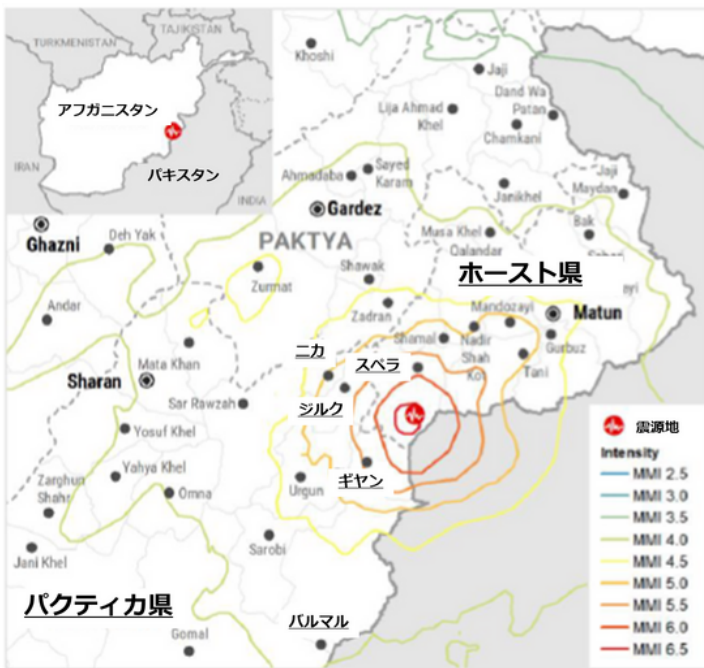 TURKMENISTAN
TAJIKISTAN
アフガニスタン
IRAN
パキスタン
INDIA
Khoshi
Jaji
Dand Wa
Patan
Lija Ahmad
Khel
Chamkani
Sayed
Karam
Ahmadaba
Jaji
Maydan
Janikhel
Gardez
Ghazni
Deh Yak
Musa Khel
Qalandar
Bak
PAKTYA
ホースト県
Zurmat
Shawak
Andar
Zadran
Mandozayi
Matun
Shamal
Nadir
Shah
Kot
Gurbuz
Mata Khan
ニカ
スペラ
Tani
Sharan
ジルク
Sar Rawzah
Yosuf Khel
Yahya Khel
ギヤン
Zarghun
Shahr
Omna
Urgun
Jani Khel
Sarobi
パクティカ県
バルマル
Gomal
震源地
Intensity
MMI 2.5
MMI 3.0
MMI 3.5
MMI 4.0
MMI 4.5
MMI 5.0
MMI 5.5
MMI 6.0
MMI 6.5